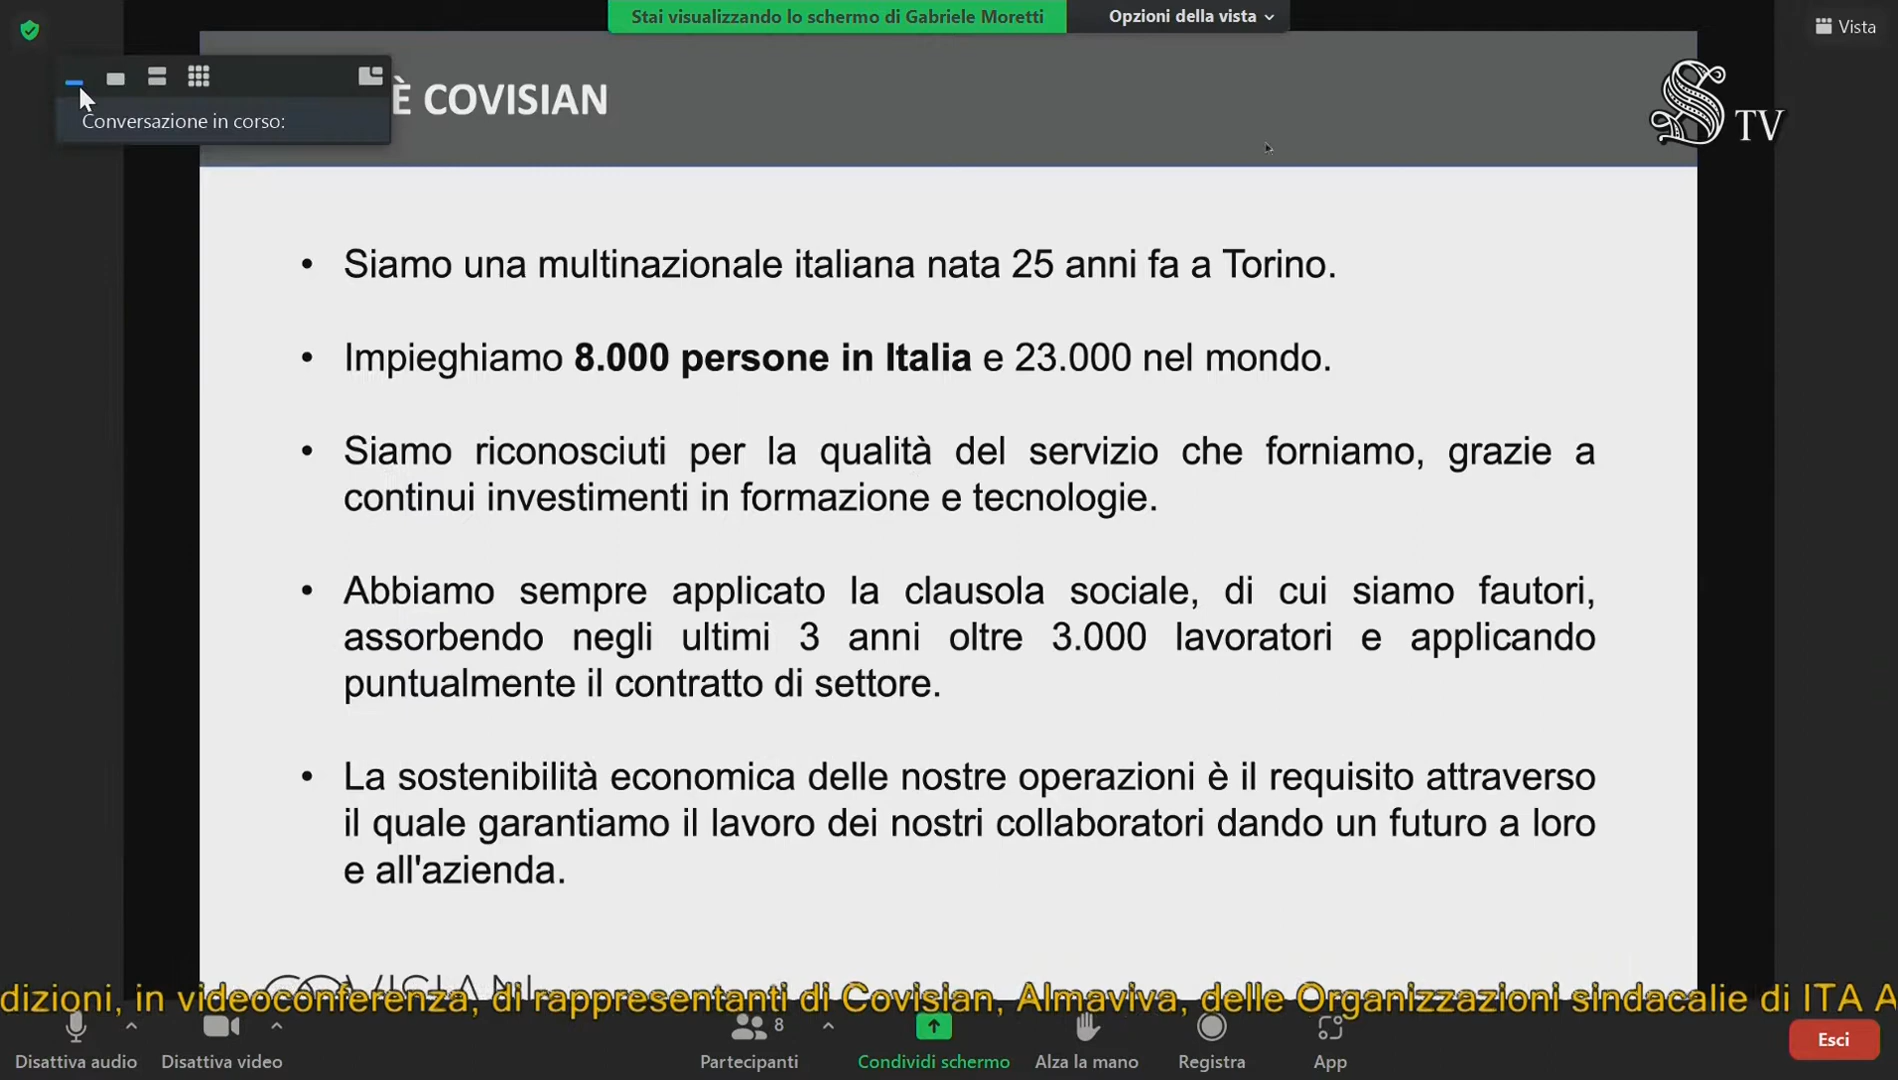 Stai visualizzando lo schermo di Gabriele Moretti
Opzioni della vista
Vista
Conversazione in corso:
È COVISIAN
S TV
• Siamo una multinazionale italiana nata 25 anni fa a Torino.
• Impieghiamo 8.000 persone in Italia e 23.000 nel mondo.
• Siamo riconosciuti per la qualità del servizio che forniamo, grazie a
continui investimenti in formazione e tecnologie.
• Abbiamo sempre applicato la clausola sociale, di cui siamo fautori,
assorbendo negli ultimi 3 anni oltre 3.000 lavoratori e applicando
puntualmente il contratto di settore.
• La sostenibilità economica delle nostre operazioni è il requisito attraverso
il quale garantiamo il lavoro dei nostri collaboratori dando un futuro a loro
e all'azienda.
COVISIAN
dizioni, in videoconferenza, di rappresentanti di Covisian, Almaviva, delle Organizzazioni sindacalie di ITA A
8
Disattiva audio
Disattiva video
Partecipanti
Condividi schermo
Alza la mano
Registra
App
Esci